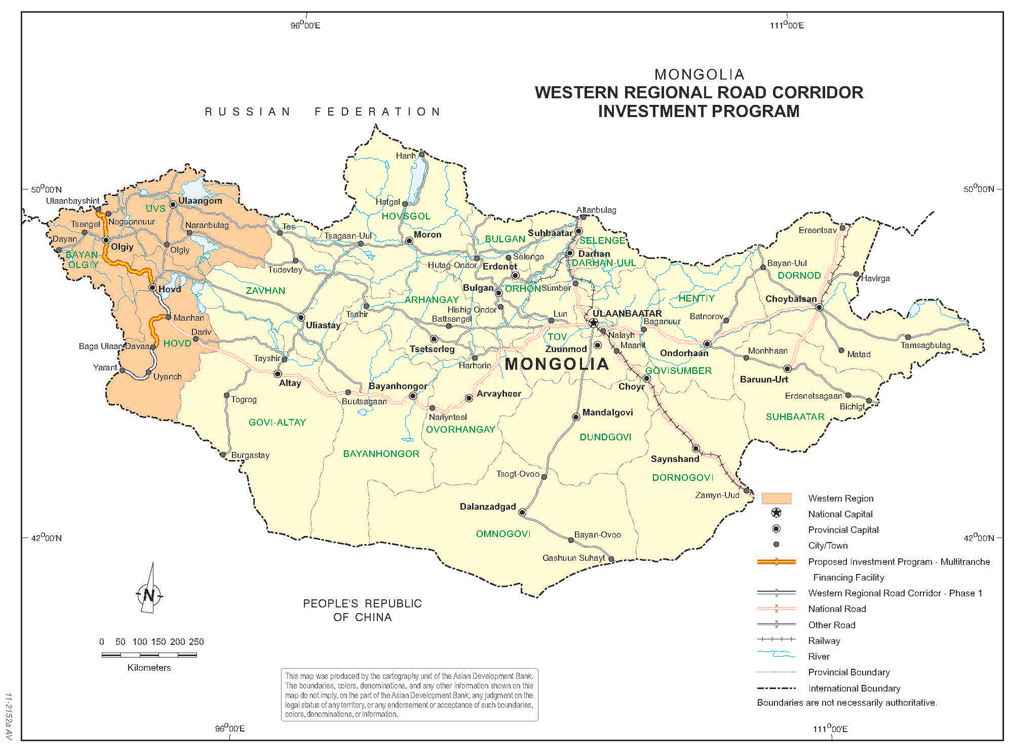 96°00'E
111°00'E
MONGOLIA
WESTERN REGIONAL ROAD CORRIDOR
INVESTMENT PROGRAM
RUSSIAN FEDERATION
Hanh
50°00'N
50°00'N
Ulaanbayshint
UVS
Ulaangom
Hatgal
HOVSGOL
Altanbulag
Tsengel
Nogoonnuur
Naranbulag
Tes
Tsagaan-Uul
Moron
BULGAN
Suhbaatar
SELENGE
Ereentsav
Dayan
Olgiy
Olgiy
BAYAN
OLGIY
Tudevtey
Hutag-Ondor
Selenge
Erdenet
Darhan
DARHAN-UUL
Bayan-Uul
DORNOD
Havirga
Hovd
ZAVHAN
ARHANGAY
Bulgan
ORHON
Sumber
HENTIY
Choybalsan
Manhan
Tsahir
Hishig Ondor
Battsengel
Lun
ULAANBAATAR
Baganuur
Batnorov
Dariv
Uliastay
Nalayh
Maanit
TOV
Zuunmod
Baga Ulaan Davaa
HOVD
Tsetserleg
Harhorin
MONGOLIA
Ondorhaan
Monhhaan
Matad
Tamsagbulag
Yarant
Uyench
Tayshir
Altay
Bayanhongor
Arvayheer
GOVISUMBER
Choyr
Baruun-Urt
Togrog
Buutsagaan
Nariynteel
OVORHANGAY
Mandalgovi
Erdenetsagaan
Bichigt
SUHBAATAR
GOVI-ALTAY
DUNDGOVI
Burgastay
BAYANHONGOR
Saynshand
Tsogt-Ovoo
DORNOGOVI
Zamyn-Uud
Dalanzadgad
OMNOGOVI
Bayan-Ovoo
Gashuun Suhayt
42°00'N
42°00'N
Western Region
National Capital
Provincial Capital
City/Town
Proposed Investment Program - Multitranche
Financing Facility
Western Regional Road Corridor - Phase 1
National Road
Other Road
Railway
River
Provincial Boundary
International Boundary
Boundaries are not necessarily authoritative.
N
PEOPLE'S REPUBLIC
OF CHINA
0 50 100 150 200 250
Kilometers
This map was produced by the cartography unit of the Asian Development Bank.
The boundaries, colors, denominations, and any other information shown on this
map do not imply, on the part of the Asian Development Bank, any judgment on the
legal status of any territory, or any endorsement or acceptance of such boundaries,
colors, denominations, or information.
11-2152a AV
96°00'E
111°00'E